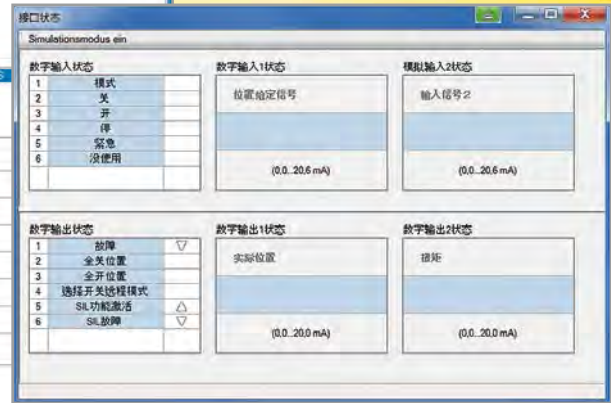 接口状态
Simulationsmodus ein
数字输入状态
1 模式
2 关
3 开
4 停
5 紧急
6 没使用
数字输入1状态
位置给定信号
(0,0...20,6 mA)
模拟输入2状态
输入信号2
(0,0...20,6 mA)
数字输出状态
1 故障
2 全关位置
3 全开位置
4 选择开关远程模式
5 SIL功能激活
6 SIL故障
数字输出1状态
实际位置
(0,0...20,0 mA)
数字输出2状态
扭矩
(0,0...20,0 mA)